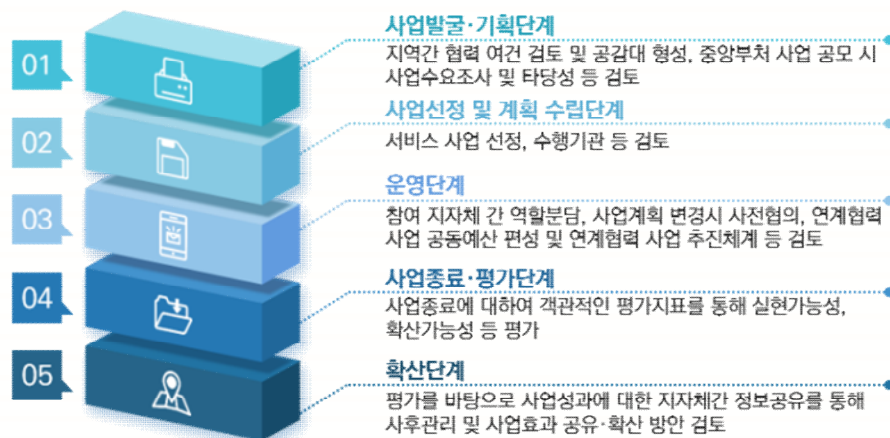 01
사업발굴·기획단계
지역간 협력 여건 검토 및 공감대 형성, 중앙부처 사업 공모 시
사업수요조사 및 타당성 등 검토
02
사업선정 및 계획 수립단계
서비스 사업 선정, 수행기관 등 검토
03
운영단계
참여 지자체 간 역할분담, 사업계획 변경시 사전협의, 연계협력
사업 공동예산 편성 및 연계협력 사업 추진체계 등 검토
04
사업종료·평가단계
사업종료에 대하여 객관적인 평가지표를 통해 실현가능성,
확산가능성 등 평가
05
확산단계
평가를 바탕으로 사업성과에 대한 지자체간 정보공유를 통해
사후관리 및 사업효과 공유·확산 방안 검토